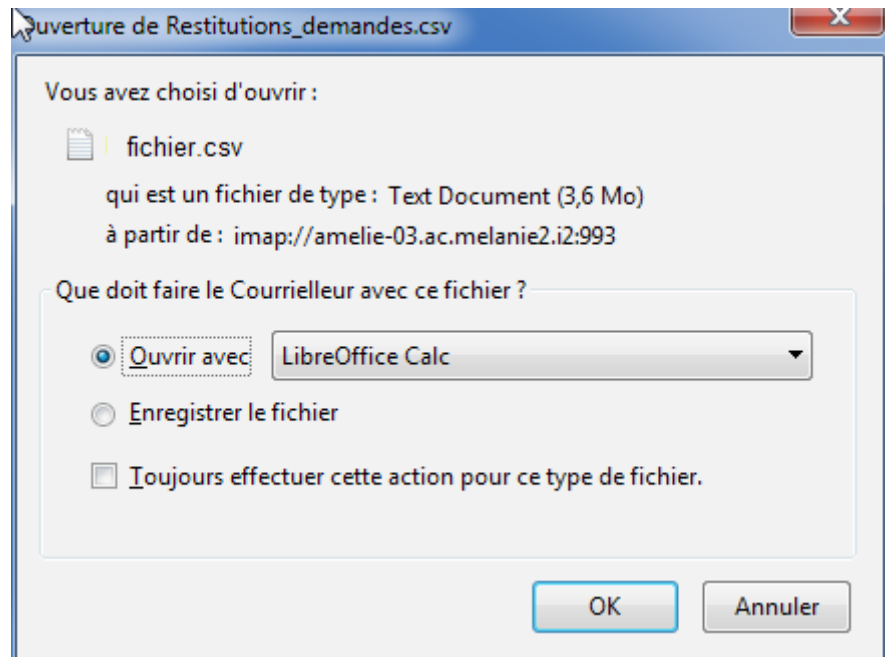 Ouverture de Restitutions_demandes.csv
Vous avez choisi d'ouvrir :
fichier.csv
qui est un fichier de type : Text Document (3,6 Mo)
à partir de : imap://amelie-03.ac.melanie2.i2:993
Que doit faire le Courrielleur avec ce fichier ?
Ouvrir avec LibreOffice Calc
Enregistrer le fichier
Toujours effectuer cette action pour ce type de fichier.
OK Annuler